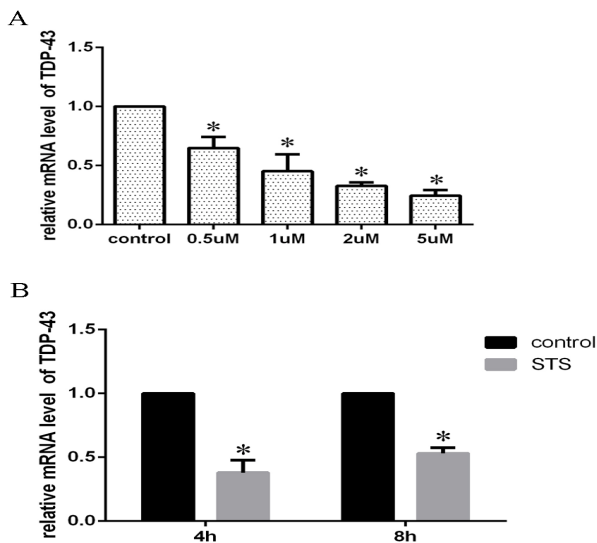 A
relative mRNA level of TDP-43
1.5
1.0
0.5
0.0
*
*
*
*
control 0.5uM 1uM 2uM 5uM
B
relative mRNA level of TDP-43
1.5
1.0
0.5
0.0
*
*
control
STS
4h 8h